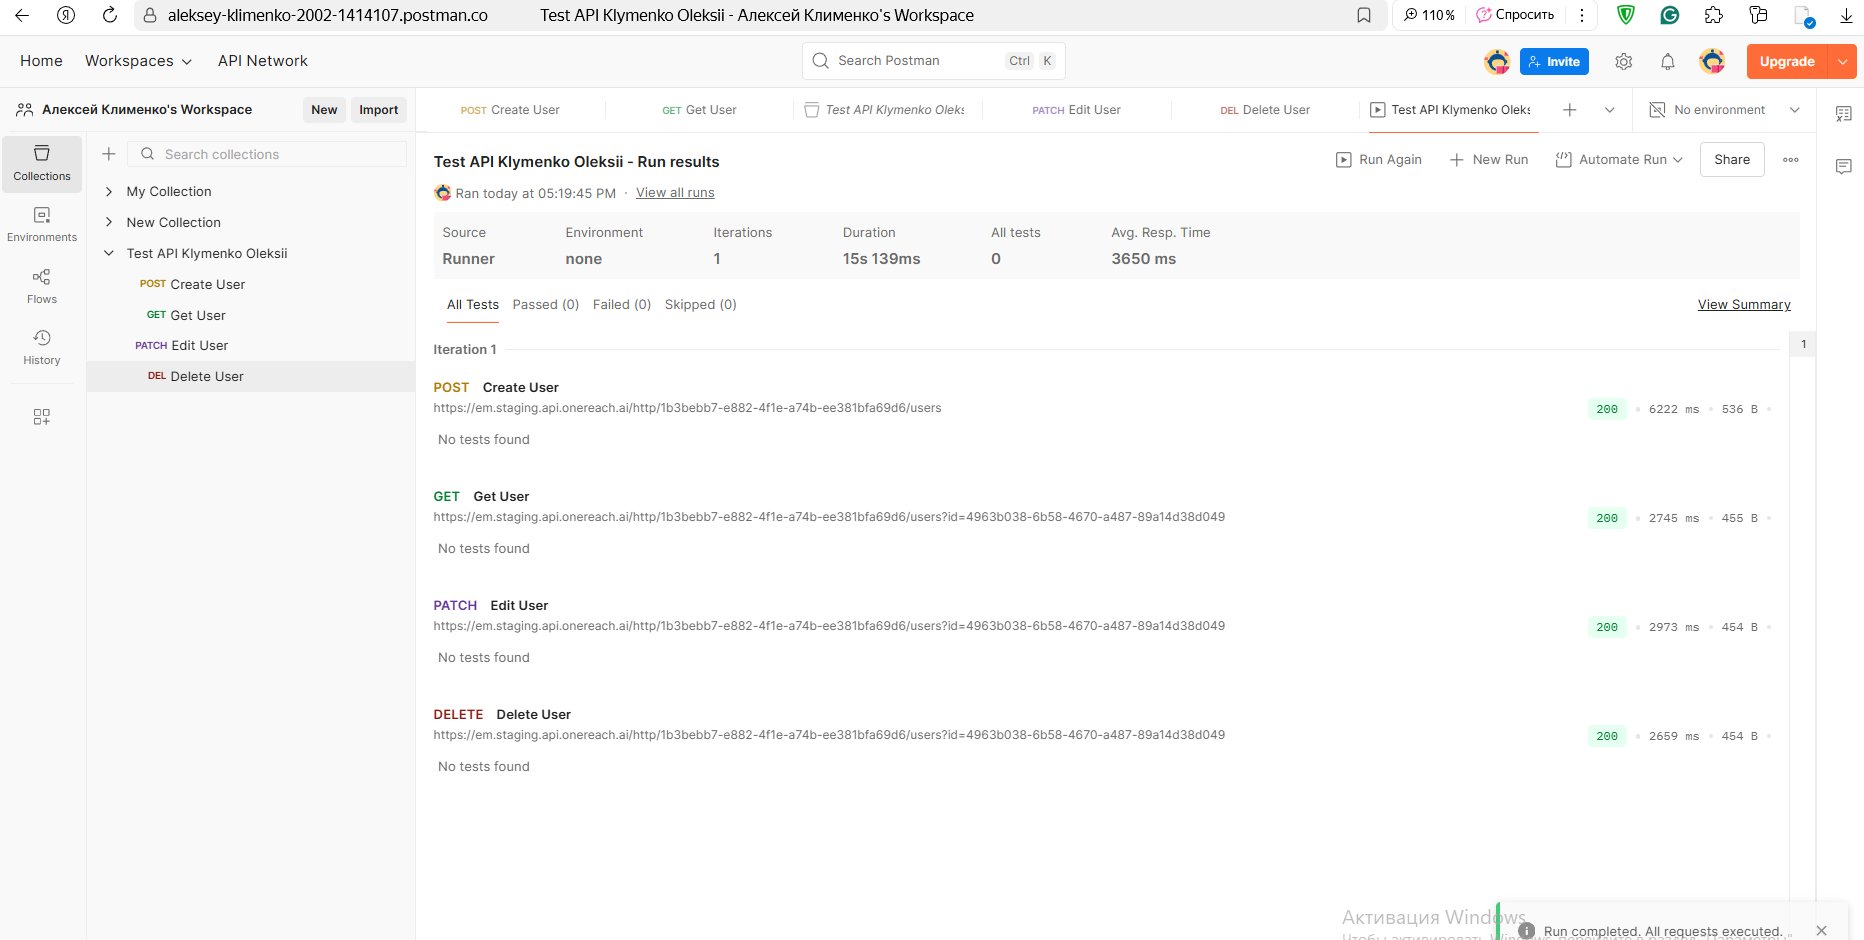 aleksey-klimenko-2002-1414107.postman.co Test API Klymenko Oleksii - Алексей Клименко's Workspace 110% Спросить
Home Workspaces API Network Search Postman Ctrl K Invite Upgrade
Алексей Клименко's Workspace New Import
POST Create User GET Get User Test API Klymenko Oleks PATCH Edit User DEL Delete User Test API Klymenko Oleks No environment
Collections
Environments
Flows
History
Search collections
My Collection
New Collection
Test API Klymenko Oleksii
POST Create User
GET Get User
PATCH Edit User
DEL Delete User
Test API Klymenko Oleksii - Run results
Run Again New Run Automate Run Share
Ran today at 05:19:45 PM · View all runs
Source Environment Iterations Duration All tests Avg. Resp. Time
Runner none 1 15s 139ms 0 3650 ms
All Tests Passed (0) Failed (0) Skipped (0) View Summary
Iteration 1
1
POST Create User
https://em.staging.api.onereach.ai/http/1b3bebb7-e882-4f1e-a74b-ee381bfa69d6/users
200 6222 ms 536 B
No tests found
GET Get User
https://em.staging.api.onereach.ai/http/1b3bebb7-e882-4f1e-a74b-ee381bfa69d6/users?id=4963b038-6b58-4670-a487-89a14d38d049
200 2745 ms 455 B
No tests found
PATCH Edit User
https://em.staging.api.onereach.ai/http/1b3bebb7-e882-4f1e-a74b-ee381bfa69d6/users?id=4963b038-6b58-4670-a487-89a14d38d049
200 2973 ms 454 B
No tests found
DELETE Delete User
https://em.staging.api.onereach.ai/http/1b3bebb7-e882-4f1e-a74b-ee381bfa69d6/users?id=4963b038-6b58-4670-a487-89a14d38d049
200 2659 ms 454 B
No tests found
Активация Windows
Run completed. All requests executed.